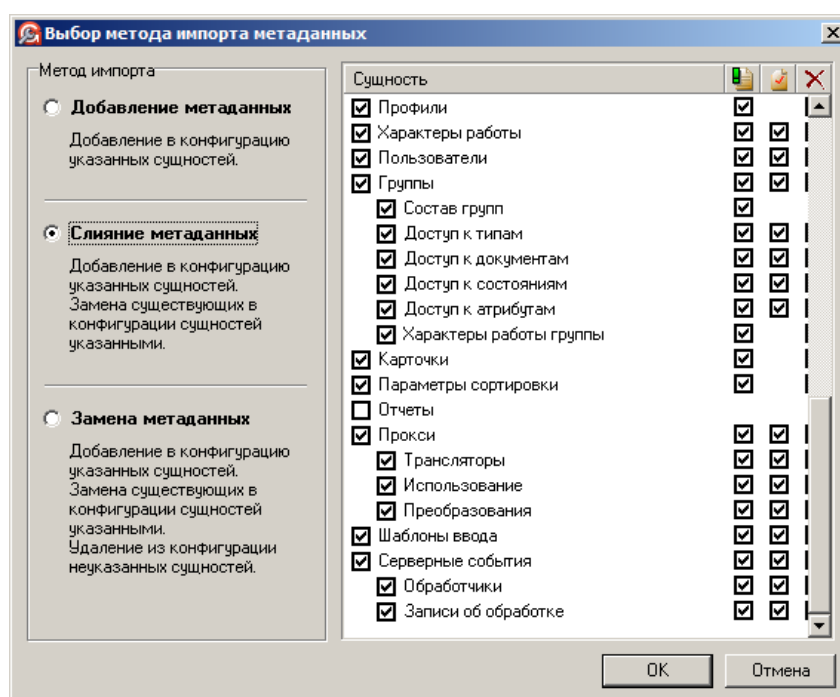 Выбор метода импорта метаданных
Метод импорта
Добавление метаданных
Добавление в конфигурацию
указанных сущностей.
Слияние метаданных
Добавление в конфигурацию
указанных сущностей.
Замена существующих в
конфигурации сущностей
указанными.
Замена метаданных
Добавление в конфигурацию
указанных сущностей.
Замена существующих в
конфигурации сущностей
указанными.
Удаление из конфигурации
неуказанных сущностей.
Сущность
Профили
Характеры работы
Пользователи
Группы
Состав групп
Доступ к типам
Доступ к документам
Доступ к состояниям
Доступ к атрибутам
Характеры работы группы
Карточки
Параметры сортировки
Отчеты
Прокси
Трансляторы
Использование
Преобразования
Шаблоны ввода
Серверные события
Обработчики
Записи об обработке
OK
Отмена